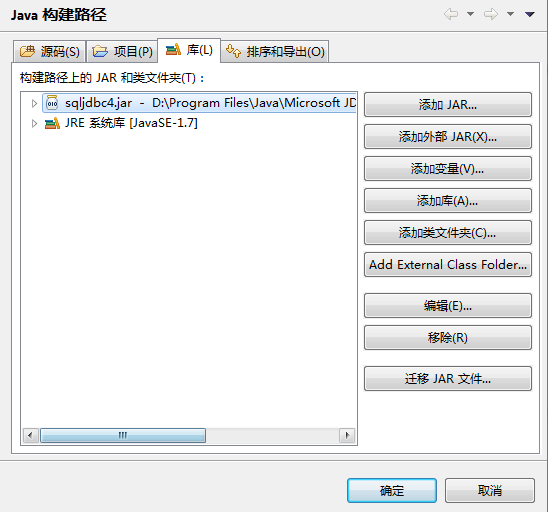 Java 构建路径
源码(S)
项目(P)
库(L)
排序和导出(O)
构建路径上的 JAR 和类文件夹(T)：
sqljdbc4.jar - D:\Program Files\Java\Microsoft JD
JRE 系统库 [JavaSE-1.7]
添加 JAR...
添加外部 JAR(X)...
添加变量(V)...
添加库(A)...
添加类文件夹(C)...
Add External Class Folder...
编辑(E)...
移除(R)
迁移 JAR 文件...
确定
取消